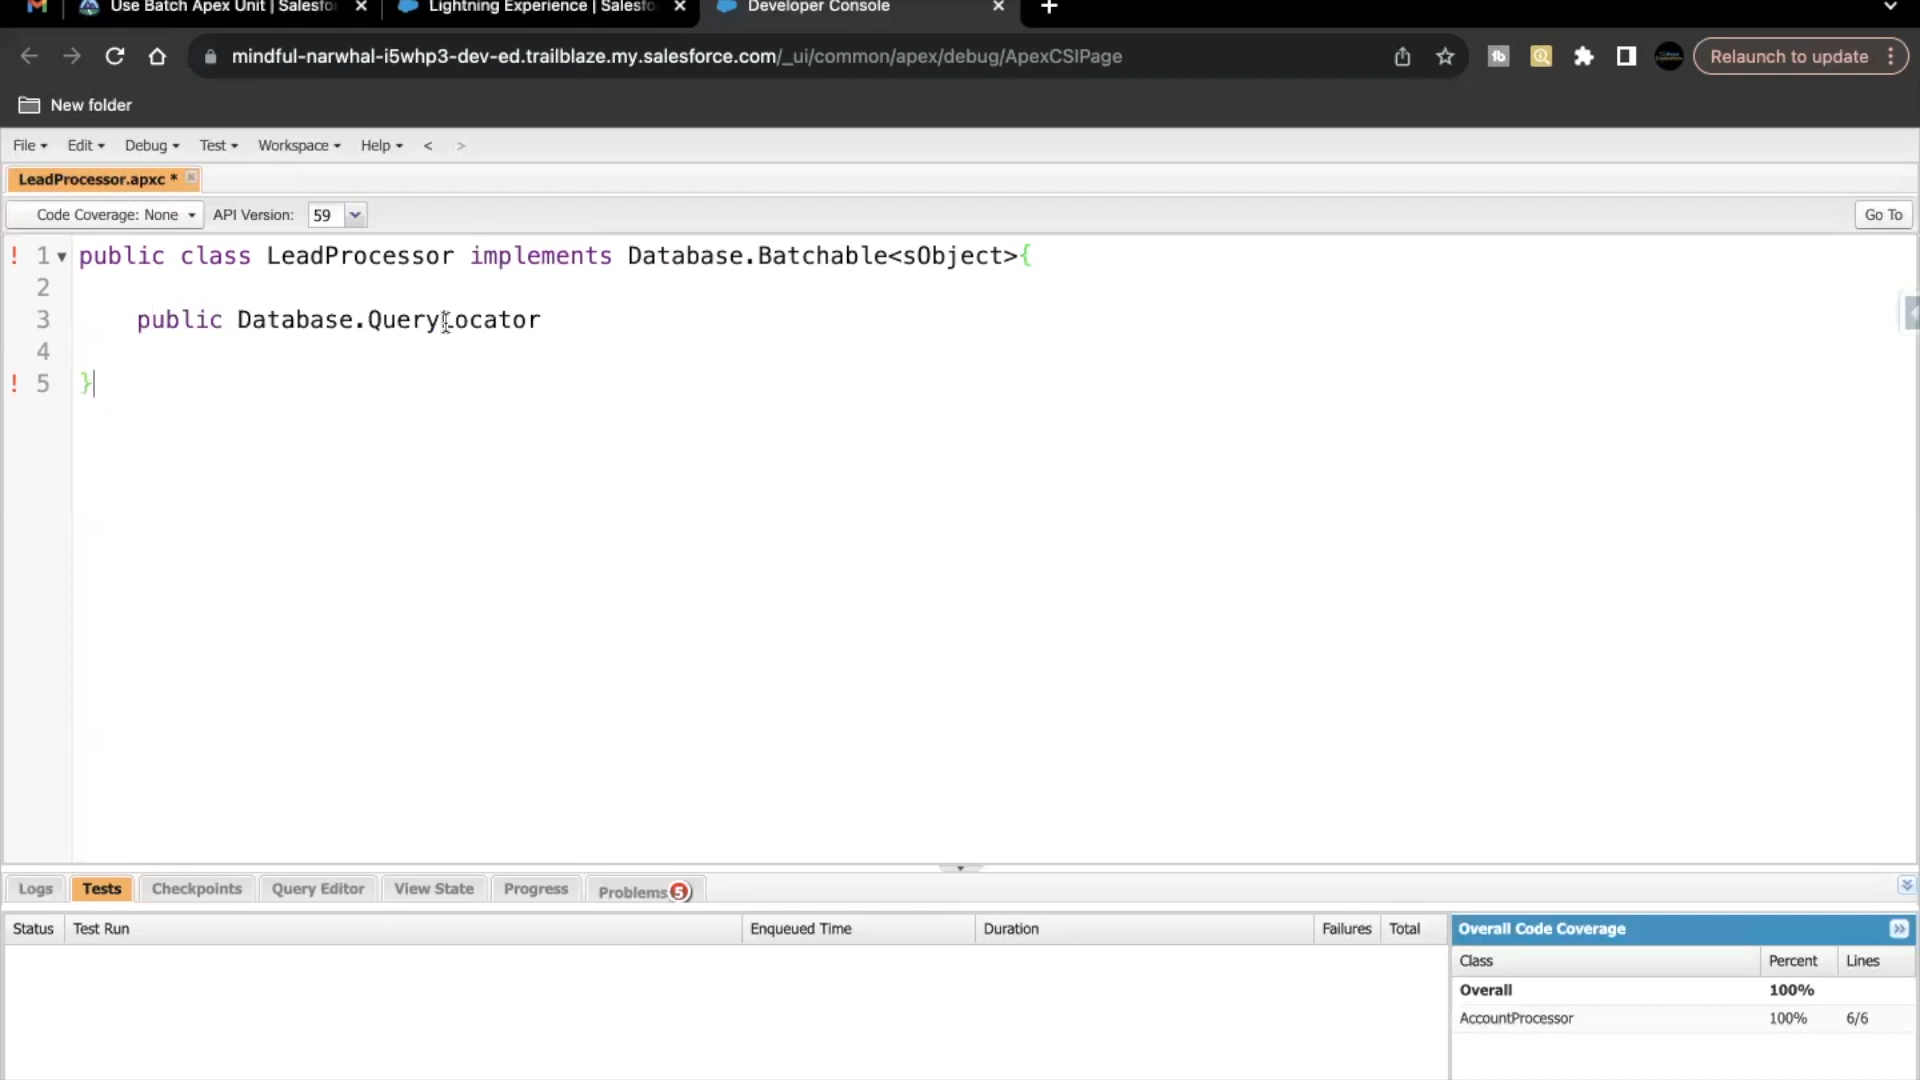 Use Batch Apex Unit | Salesfo
Lightning Experience | Salesfo
Developer Console
mindful-narwhal-i5whp3-dev-ed.trailblaze.my.salesforce.com/_ui/common/apex/debug/ApexCSIPage
Relaunch to update
New folder
File Edit Debug Test Workspace Help < >
LeadProcessor.apxc *
Code Coverage: None API Version: 59 Go To
! 1 public class LeadProcessor implements Database.Batchable<sObject>{
2
3 public Database.QueryLocator
4
! 5 }
Logs Tests Checkpoints Query Editor View State Progress Problems 5
Status Test Run Enqueued Time Duration Failures Total
Overall Code Coverage
Class Percent Lines
Overall 100%
AccountProcessor 100% 6/6